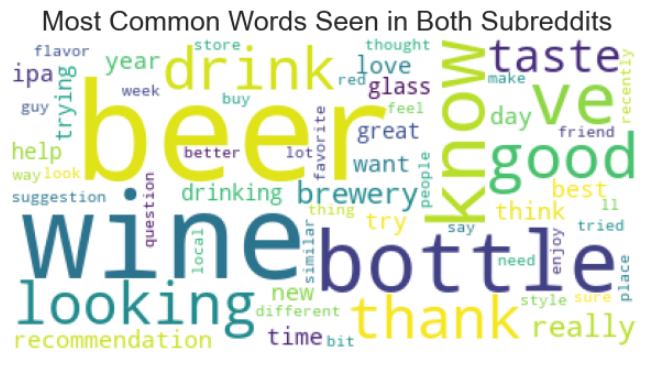 Most Common Words Seen in Both Subreddits
flavor
store
thought
ipa
year
drink
love
know
taste
guy
trying
week
buy
red
glass
make
ve
recently
beer
favorite
feel
day
friend
help
better
lot
great
good
way
look
want
people
suggestion
question
drinking
brewery
best
ll
wine
thing
try
think
tried
local
similar
say
bottle
need
enjoy
place
looking
new
different
style
sure
thank
really
recommendation
time
bit